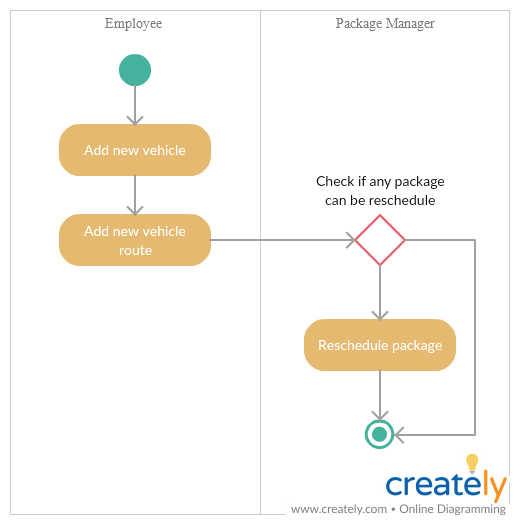 Employee
Package Manager
Add new vehicle
Check if any package
can be reschedule
Add new vehicle
route
Reschedule package
creately
www.creately.com • Online Diagramming